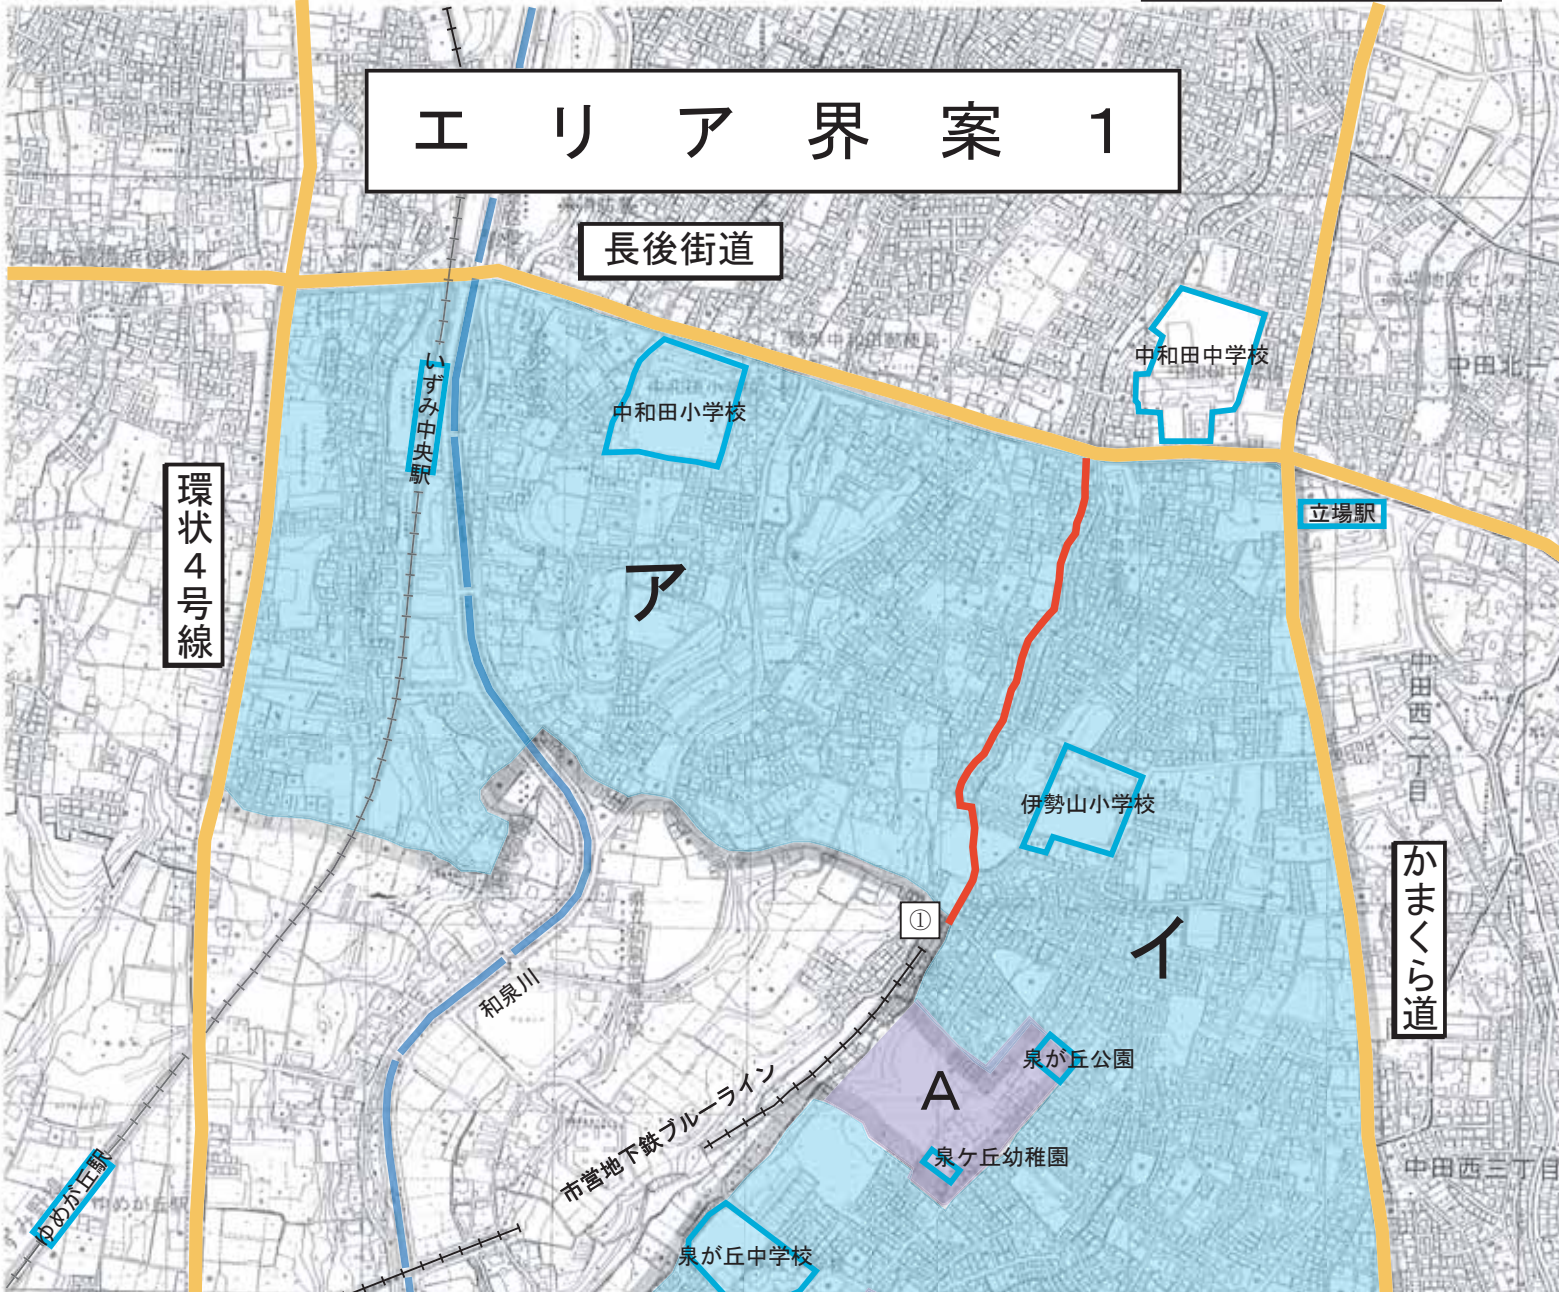 エリア界案1
長後街道
中和田中学校
中田北二
いずみ中央駅
中和田小学校
環状4号線
立場駅
ア
中田西一丁目
伊勢山小学校
かまくら道
①
イ
和泉川
泉が丘公園
A
市営地下鉄ブルーライン
泉ケ丘幼稚園
中田西三丁目
ゆめが丘駅
泉が丘中学校